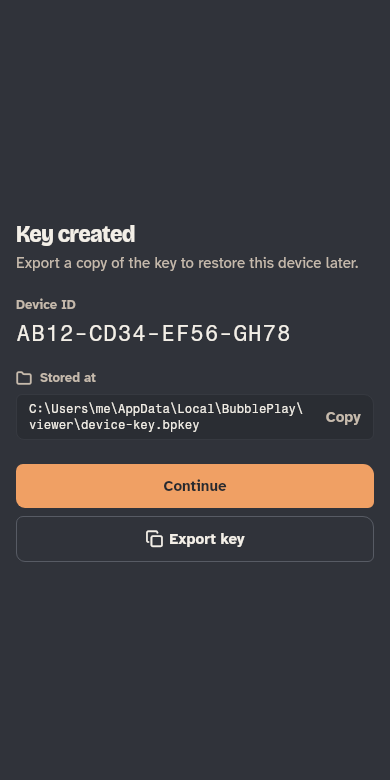 Key created
Export a copy of the key to restore this device later.
Device ID
AB12-CD34-EF56-GH78
Stored at
C:\Users\me\AppData\Local\BubblePlay\
viewer\device-key.bpkey
Copy
Continue
Export key